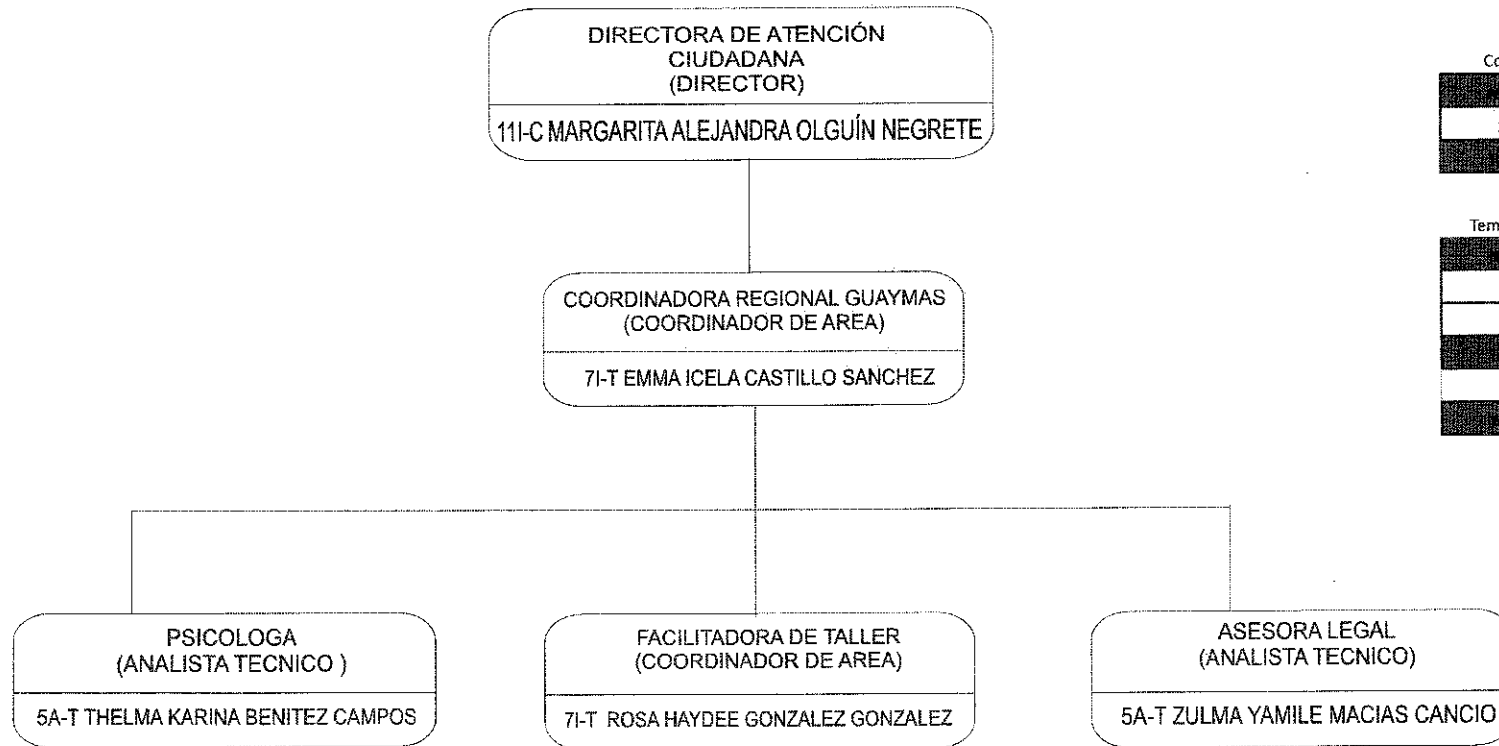 DIRECTORA DE ATENCIÓN
CIUDADANA
(DIRECTOR)
11I-C MARGARITA ALEJANDRA OLGUÍN NEGRETE
Co
Tem
COORDINADORA REGIONAL GUAYMAS
(COORDINADOR DE AREA)
7I-T EMMA ICELA CASTILLO SANCHEZ
PSICOLOGA
(ANALISTA TECNICO )
5A-T THELMA KARINA BENITEZ CAMPOS
FACILITADORA DE TALLER
(COORDINADOR DE AREA)
7I-T ROSA HAYDEE GONZALEZ GONZALEZ
ASESORA LEGAL
(ANALISTA TECNICO)
5A-T ZULMA YAMILE MACIAS CANCIO